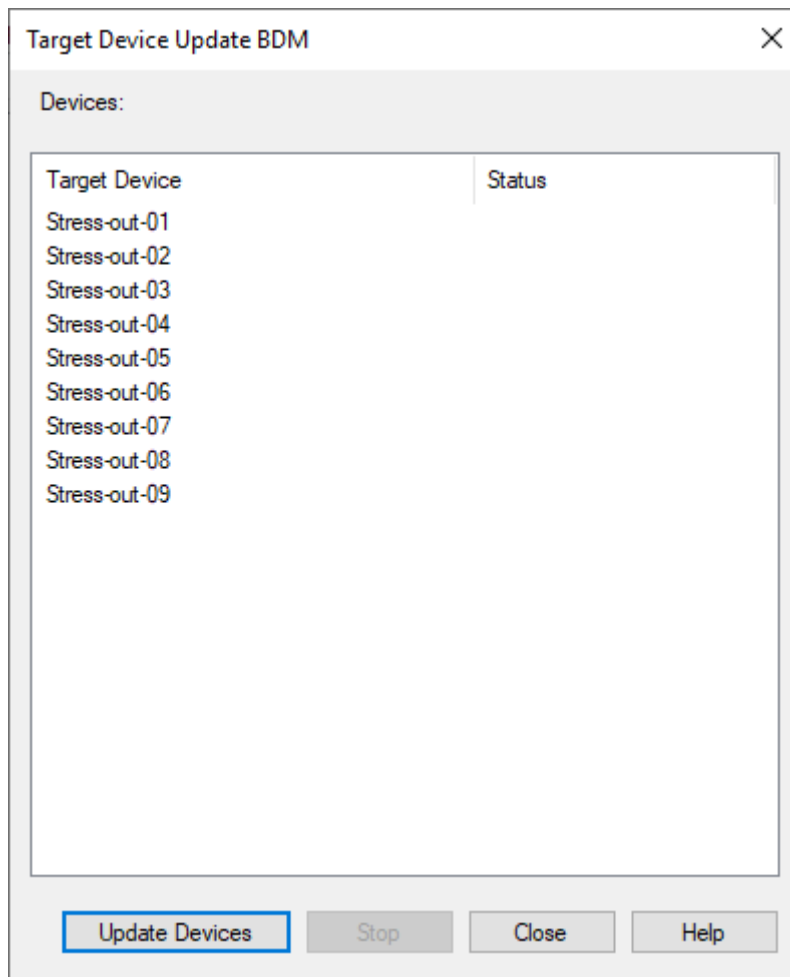 Target Device Update BDM
Devices:
Target Device Status
Stress-out-01
Stress-out-02
Stress-out-03
Stress-out-04
Stress-out-05
Stress-out-06
Stress-out-07
Stress-out-08
Stress-out-09
Update Devices Stop Close Help